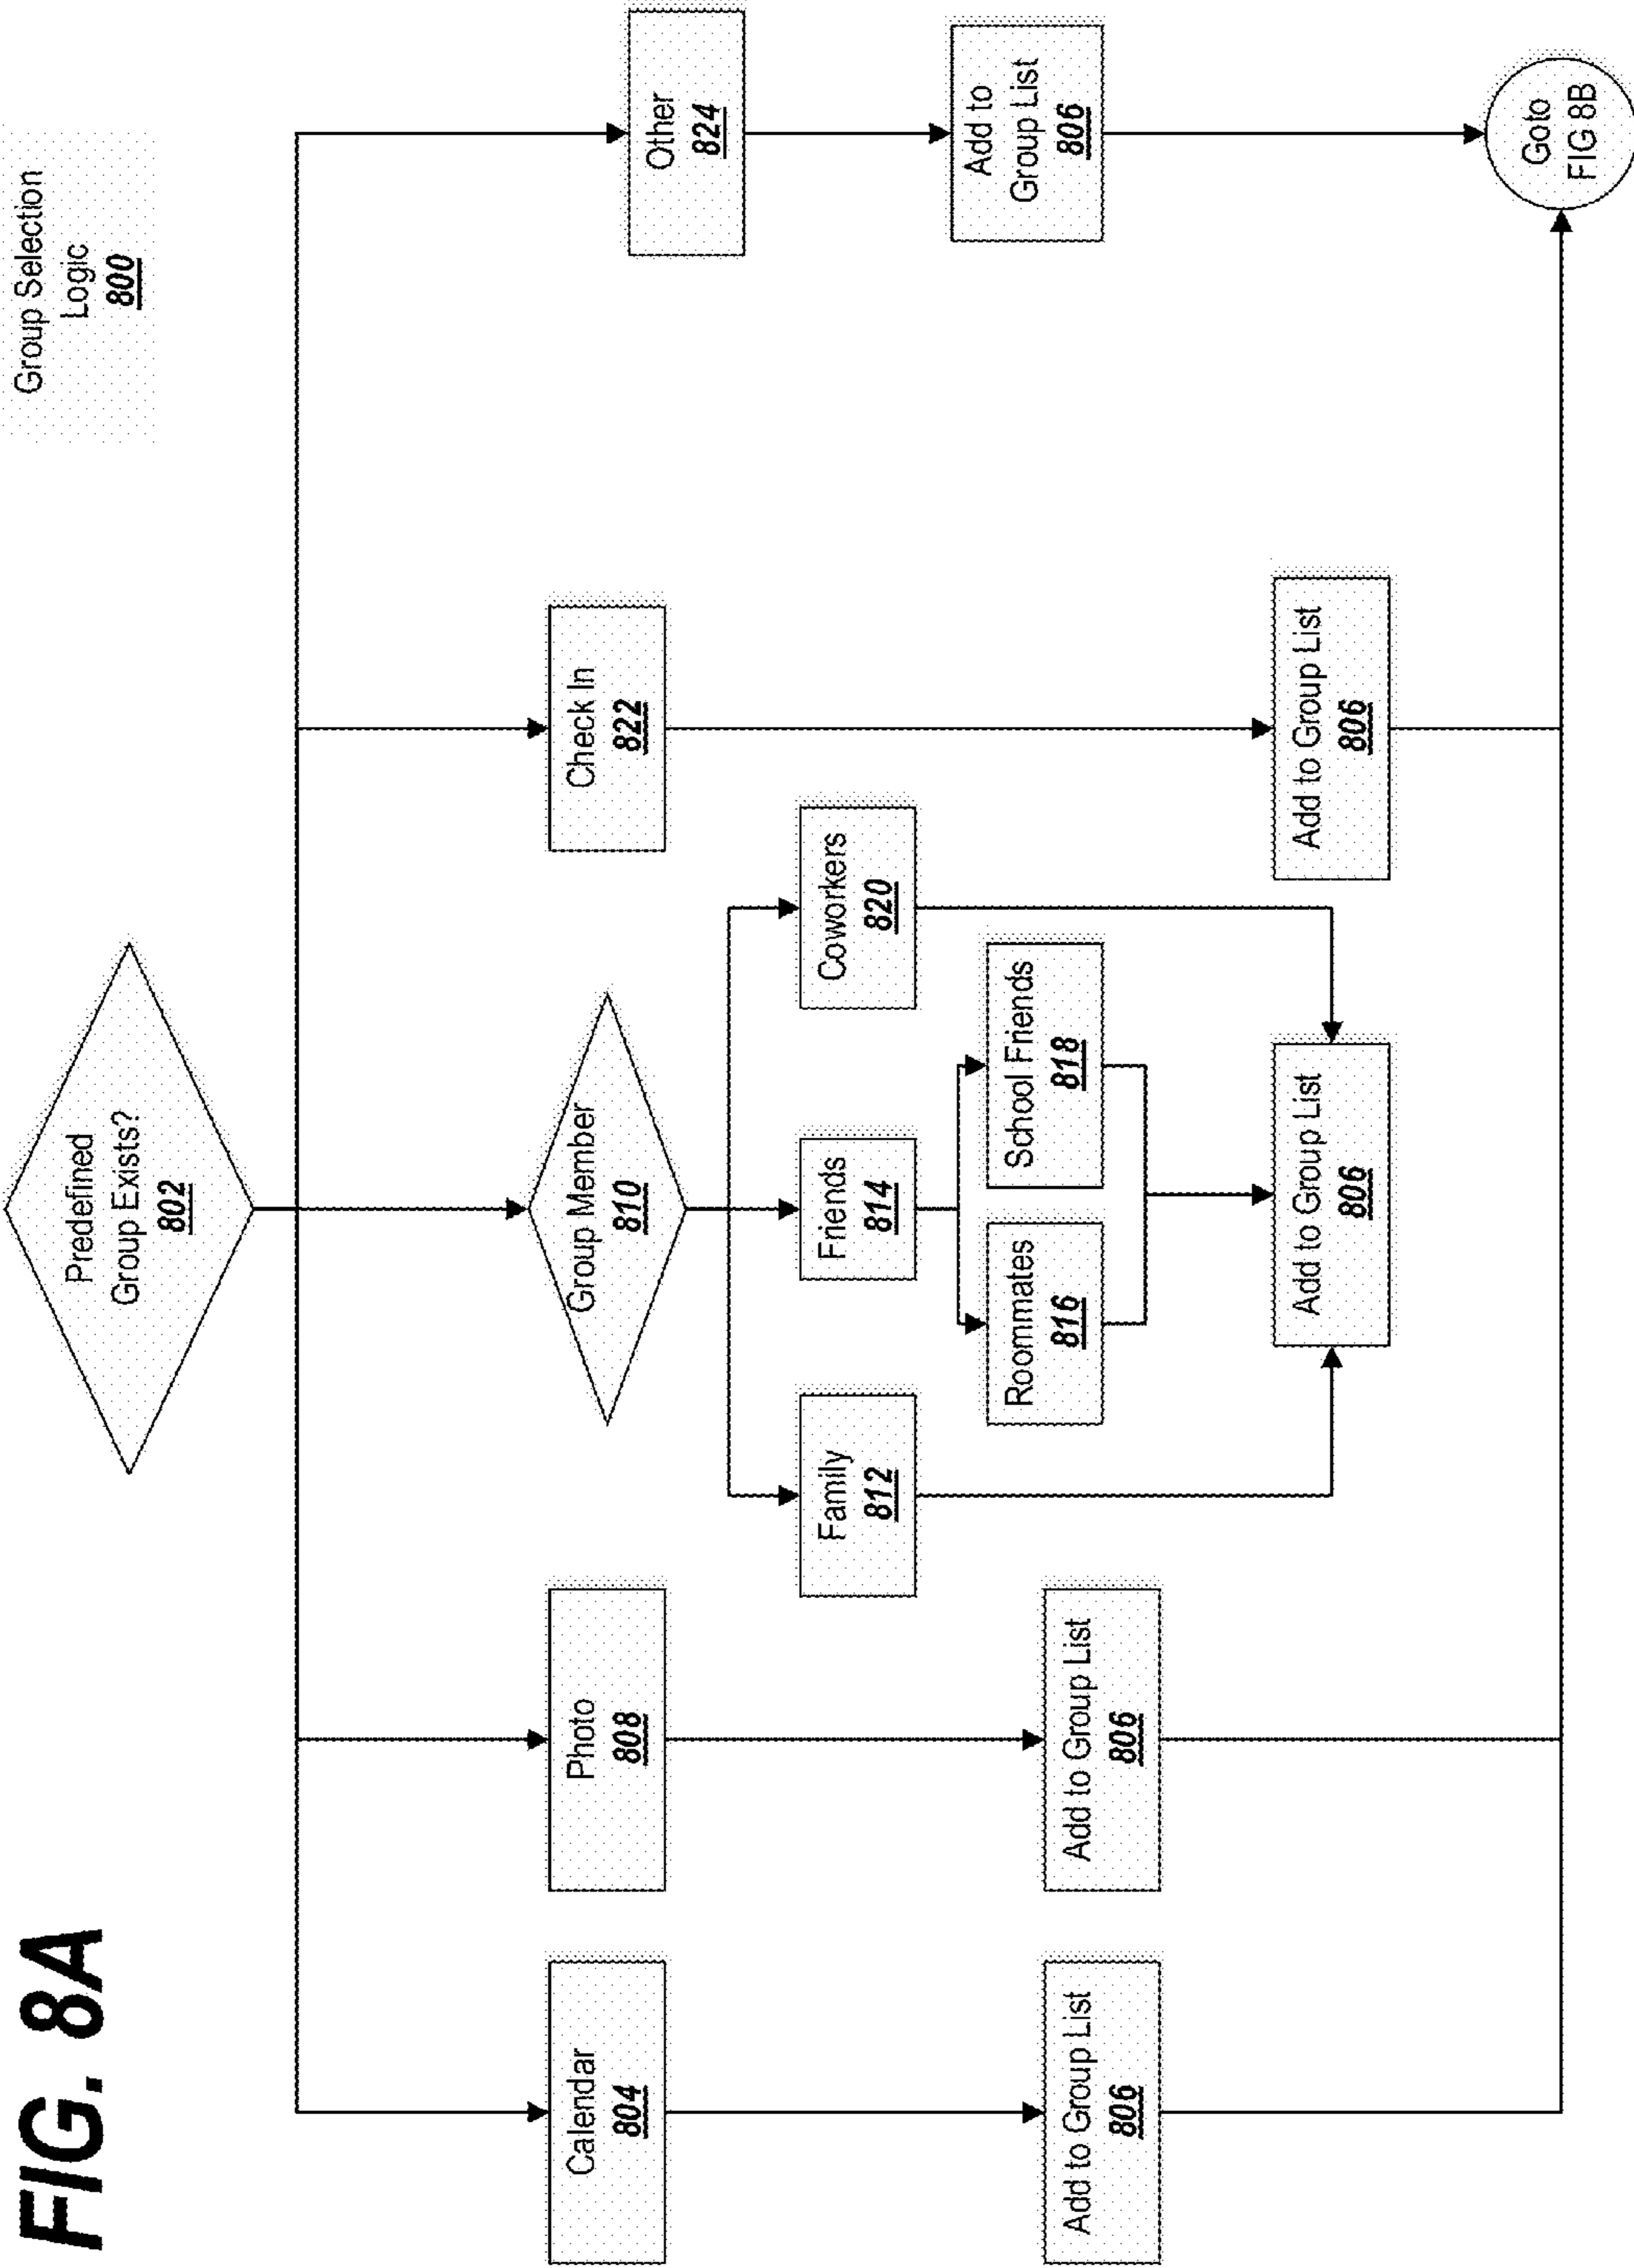 FIG. 8A
Group Selection
Logic
800
Predefined
Group Exists?
802
Calendar
804
Photo
808
Group Member
810
Check In
822
Other
824
Family
812
Friends
814
Coworkers
820
Roommates
816
School Friends
818
Add to
Group List
806
Add to Group List
806
Add to Group List
806
Add to Group List
806
Add to Group List
806
Goto
FIG 8B